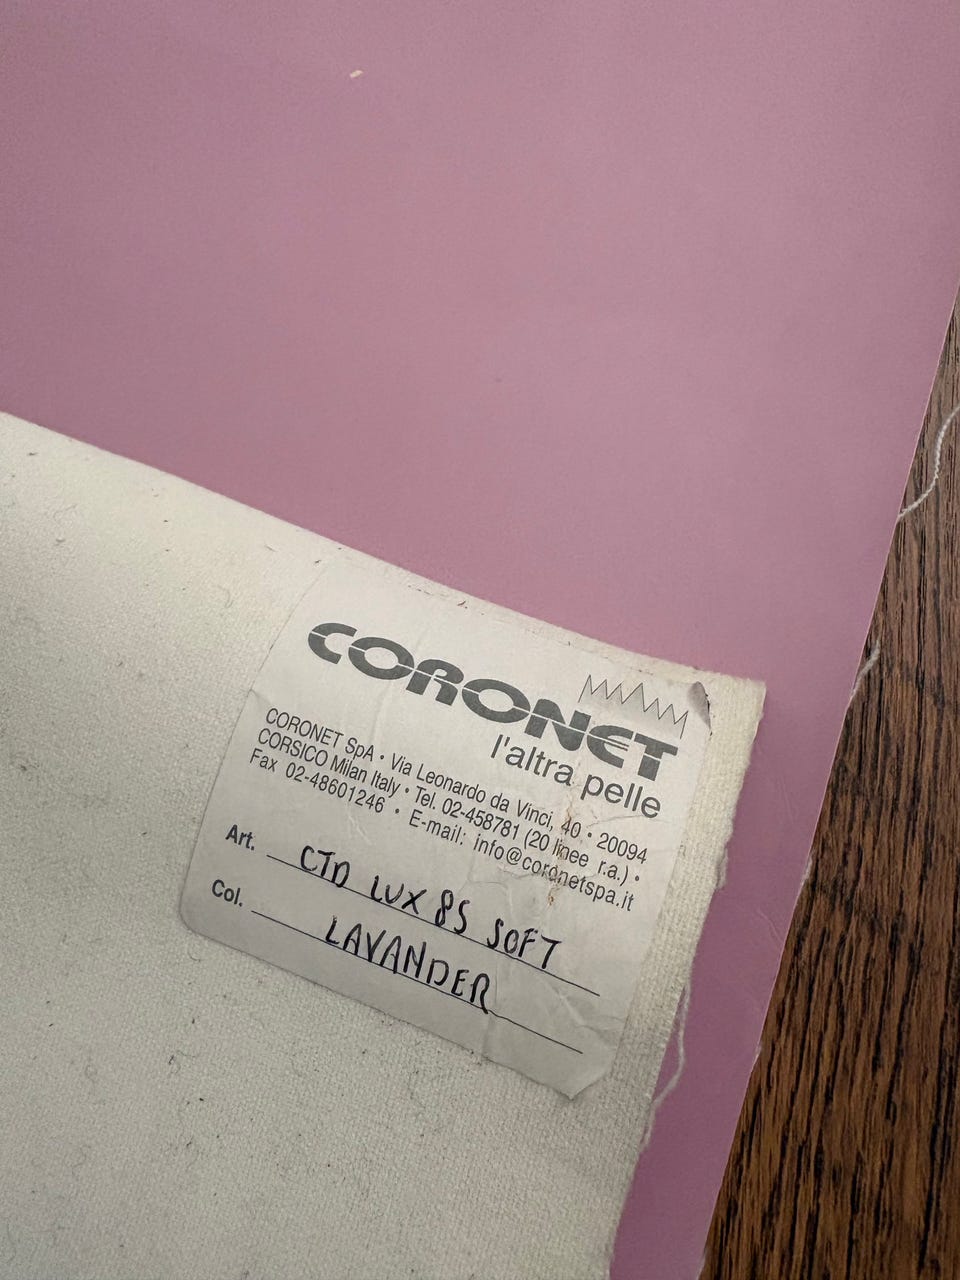 CORONET
l'altra pelle
CORONET SpA • Via Leonardo da Vinci, 40 • 20094
CORSICO Milan Italy • Tel. 02-458781 (20 linee r.a.) •
Fax 02-48601246 • E-mail: info@coronetspa.it
Art. CTD LUX 85 SOFT
Col. LAVANDER